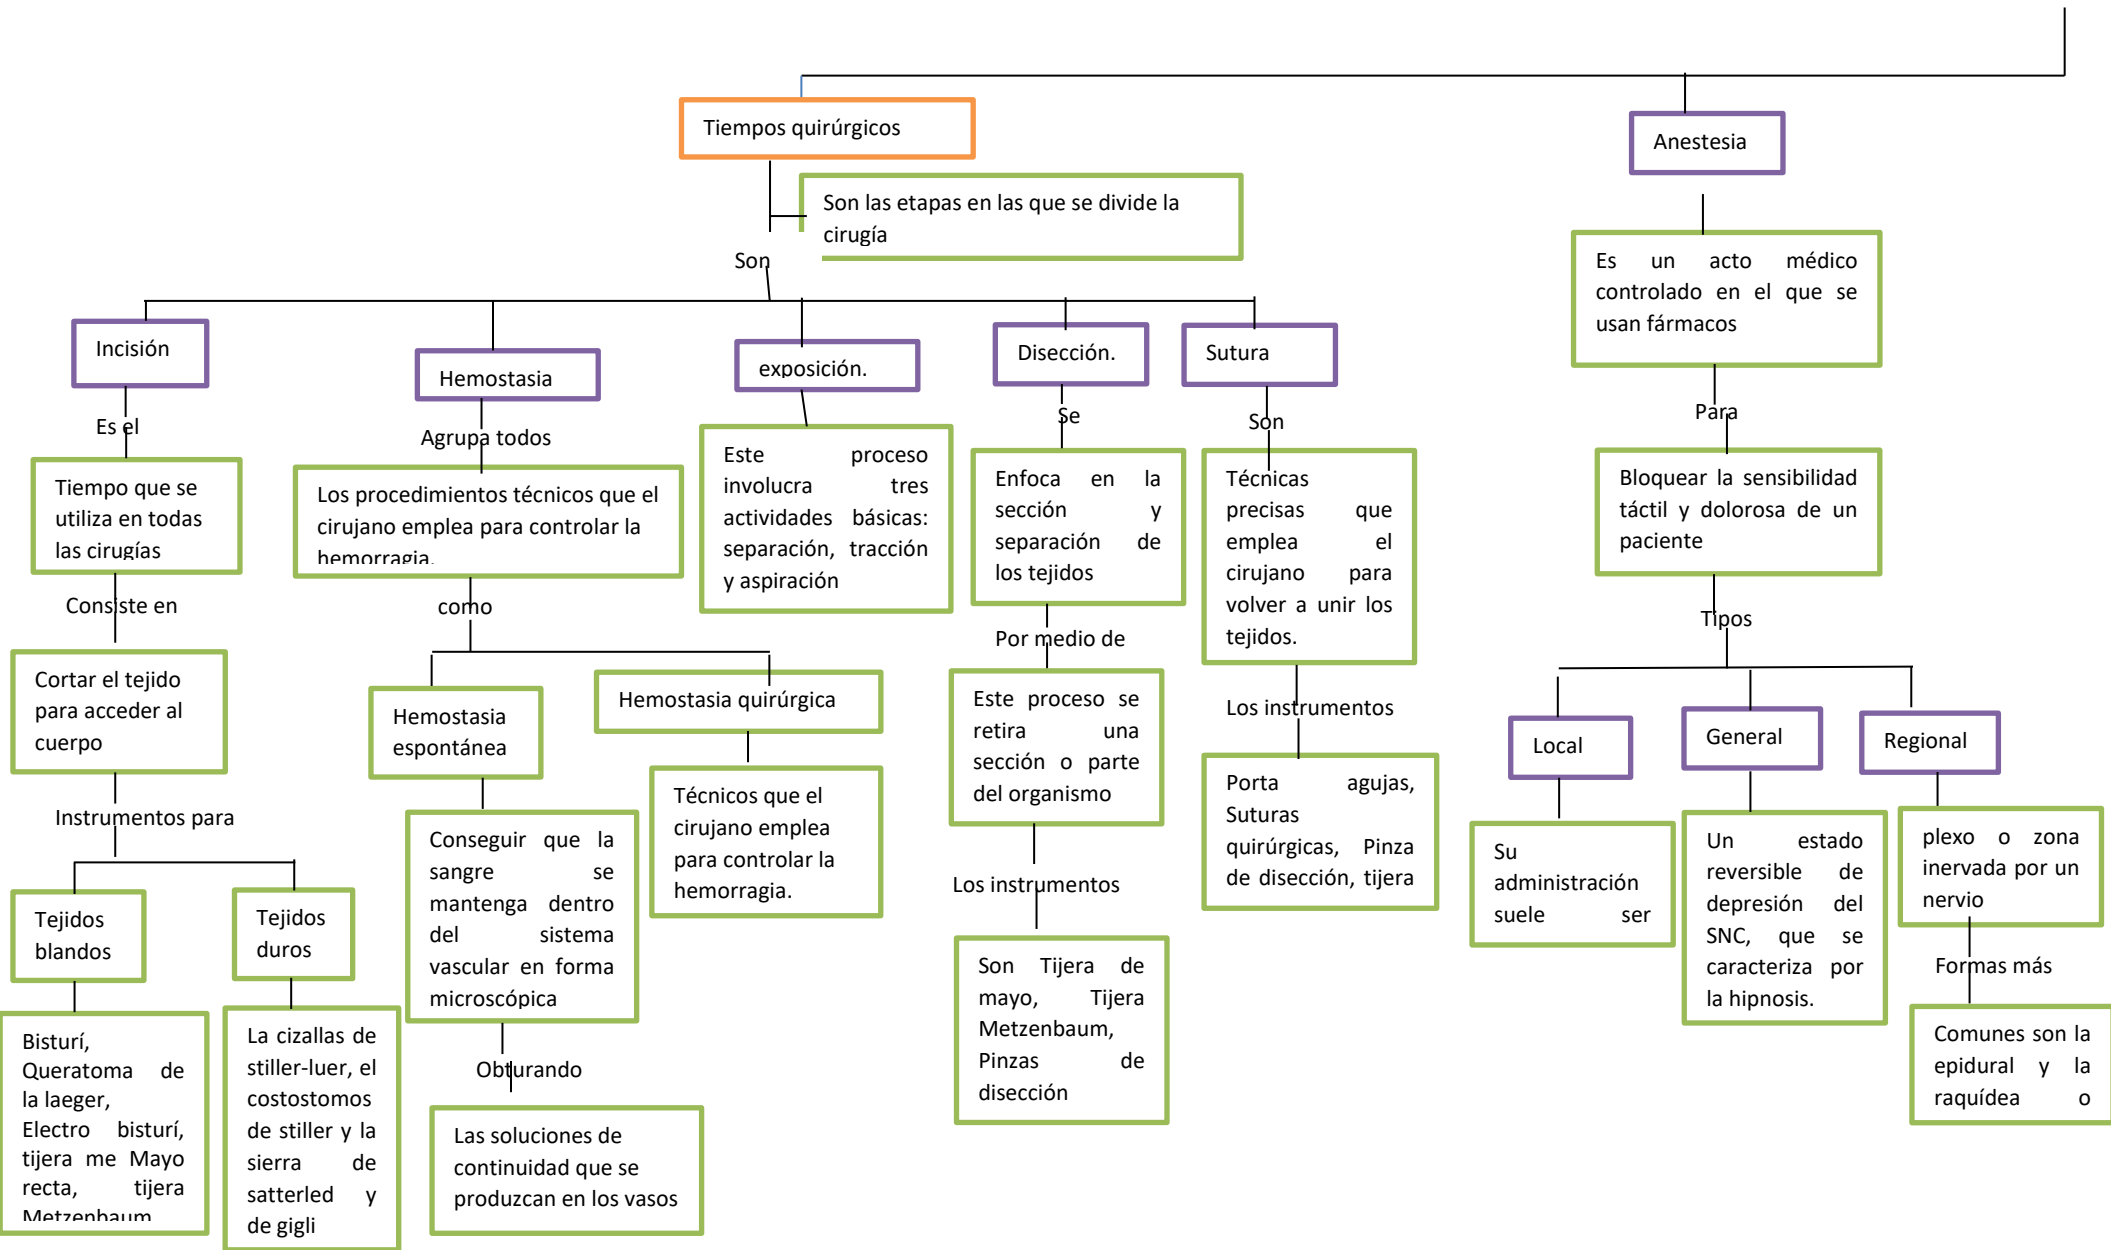 Tiempos quirúrgicos
Son las etapas en las que se divide la
cirugía
Son
Incisión
Es el
Tiempo que se
utiliza en todas
las cirugías
Consiste en
Cortar el tejido
para acceder al
cuerpo
Instrumentos para
Tejidos
blandos
Bisturí,
Queratoma de
la laeger,
Electro bisturí,
tijera me Mayo
recta, tijera
Metzenbaum
Tejidos
duros
La cizallas de
stiller-luer, el
costostomos
de stiller y la
sierra de
satterled y
de gigli
Hemostasia
Agrupa todos
Los procedimientos técnicos que el
cirujano emplea para controlar la
hemorragia.
como
Hemostasia
espontánea
Conseguir que la
sangre se
mantenga dentro
del sistema
vascular en forma
microscópica
Obturando
Las soluciones de
continuidad que se
produzcan en los vasos
Hemostasia quirúrgica
Técnicos que el
cirujano emplea
para controlar la
hemorragia.
exposición.
Este proceso
involucra tres
actividades básicas:
separación, tracción
y aspiración
Disección.
Se
Enfoca en la
sección y
separación de
los tejidos
Por medio de
Este proceso se
retira una
sección o parte
del organismo
Los instrumentos
Son Tijera de
mayo, Tijera
Metzenbaum,
Pinzas de
disección
Sutura
Son
Técnicas
precisas que
emplea el
cirujano para
volver a unir los
tejidos.
Los instrumentos
Porta agujas,
Suturas
quirúrgicas, Pinza
de disección, tijera
Anestesia
Es un acto médico
controlado en el que se
usan fármacos
Para
Bloquear la sensibilidad
táctil y dolorosa de un
paciente
Tipos
Local
Su
administración
suele ser
General
Un estado
reversible de
depresión del
SNC, que se
caracteriza por
la hipnosis.
Regional
plexo o zona
inervada por un
nervio
Formas más
Comunes son la
epidural y la
raquídea o